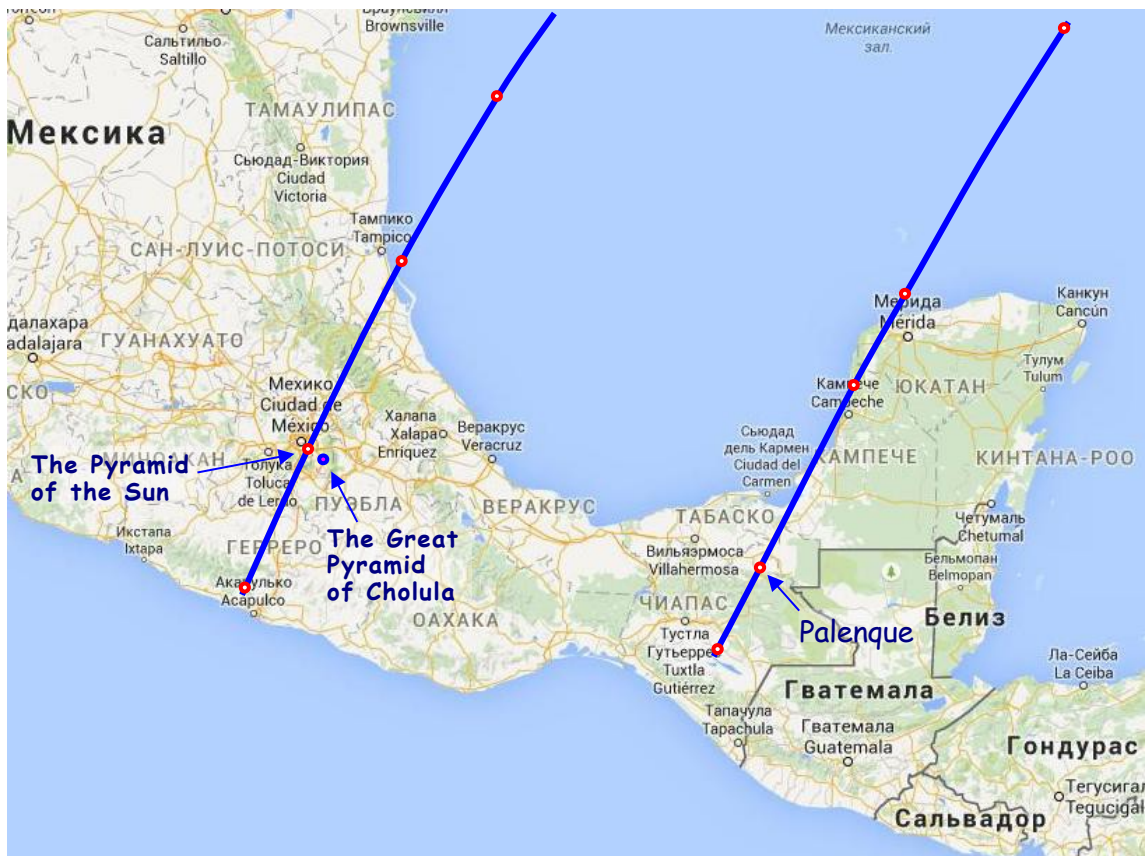 Браунсвилл
Brownsville
Сальтильо
Saltillo
Мексиканский
зал.
ТАМАУЛИПАС
Мексика
Сьюдад-Виктория
Ciudad
Victoria
Тампико
Tampico
САН-ЛУИС-ПОТОСИ
далахара
adalajara
ГУАНАХУАТО
Мерида
Mérida
Канкун
Cancún
Тулум
Tulum
СКО
Мехико
Ciudad de
México
Халапа
Xalapa
Enríquez
Веракрус
Veracruz
Кампече
Campeche
ЮКАТАН
Сьюдад
дель Кармен
Ciudad del
Carmen
КАМПЕЧЕ
КИНТАНА-РОО
МИЧОАКАН
А
The Pyramid
of the Sun
Толука
Toluca
de Lerdo
ПУЭБЛА
ВЕРАКРУС
ТАБАСКО
Четумаль
Chetumal
Икстапа
Ixtapa
ГЕРРЕРО
The Great
Pyramid
of Cholula
Вильяэрмоса
Villahermosa
Бельмопан
Belmopan
Акапулько
Acapulco
ОАХАКА
ЧИАПАС
Palenque
Белиз
Тустла
Гутьеррес
Tuxtla
Gutiérrez
Ла-Сейба
La Ceiba
Гватемала
Тапачула
Tapachula
Гватемала
Guatemala
Гондурас
Тегусигал
Tegucigal
Сальвадор